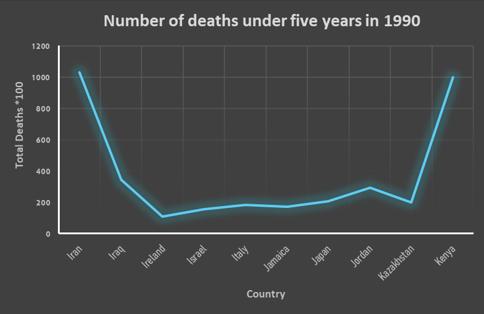 Number of deaths under five years in 1990
1200
1000
800
600
400
200
0
Total Deaths *100
Iran
Iraq
Ireland
Israel
Italy
Jamaica
Japan
Jordan
Kazakhstan
Kenya
Country